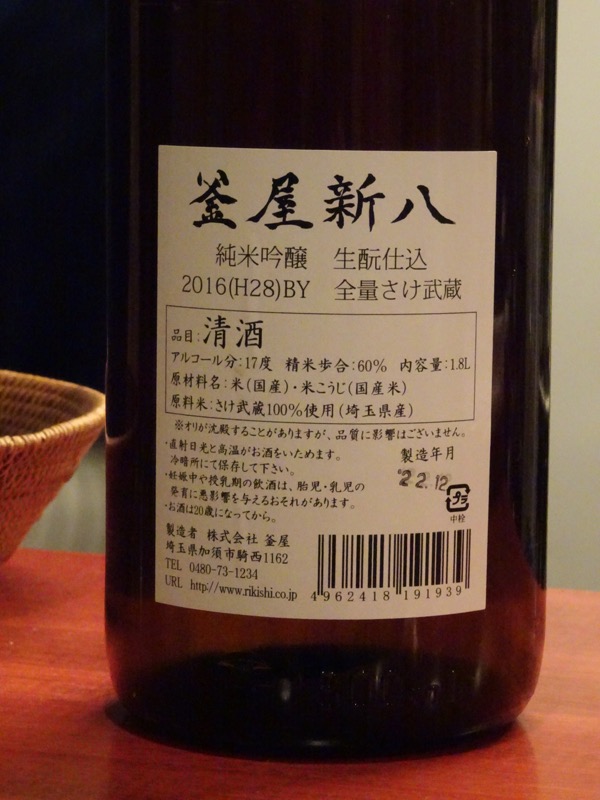 釜屋新八
純米吟醸 生酛仕込
2016(H28)BY 全量さけ武蔵
品目:清酒
アルコール分:17度 精米歩合:60% 内容量:1.8L
原材料名:米(国産)・米こうじ(国産米)
原料米:さけ武蔵100%使用(埼玉県産)
※オリが沈殿することがありますが、品質に影響はございません。
・直射日光と高温がお酒をいためます。
冷暗所にて保存して下さい。
・妊娠中や授乳期の飲酒は、胎児・乳児の
発育に悪影響を与えるおそれがあります。
・お酒は20歳になってから。
製造年月
22.12
プラ
中栓
製造者 株式会社 釜屋
埼玉県加須市騎西1162
TEL 0480-73-1234
URL http://www.rikishi.co.jp
4962418191939